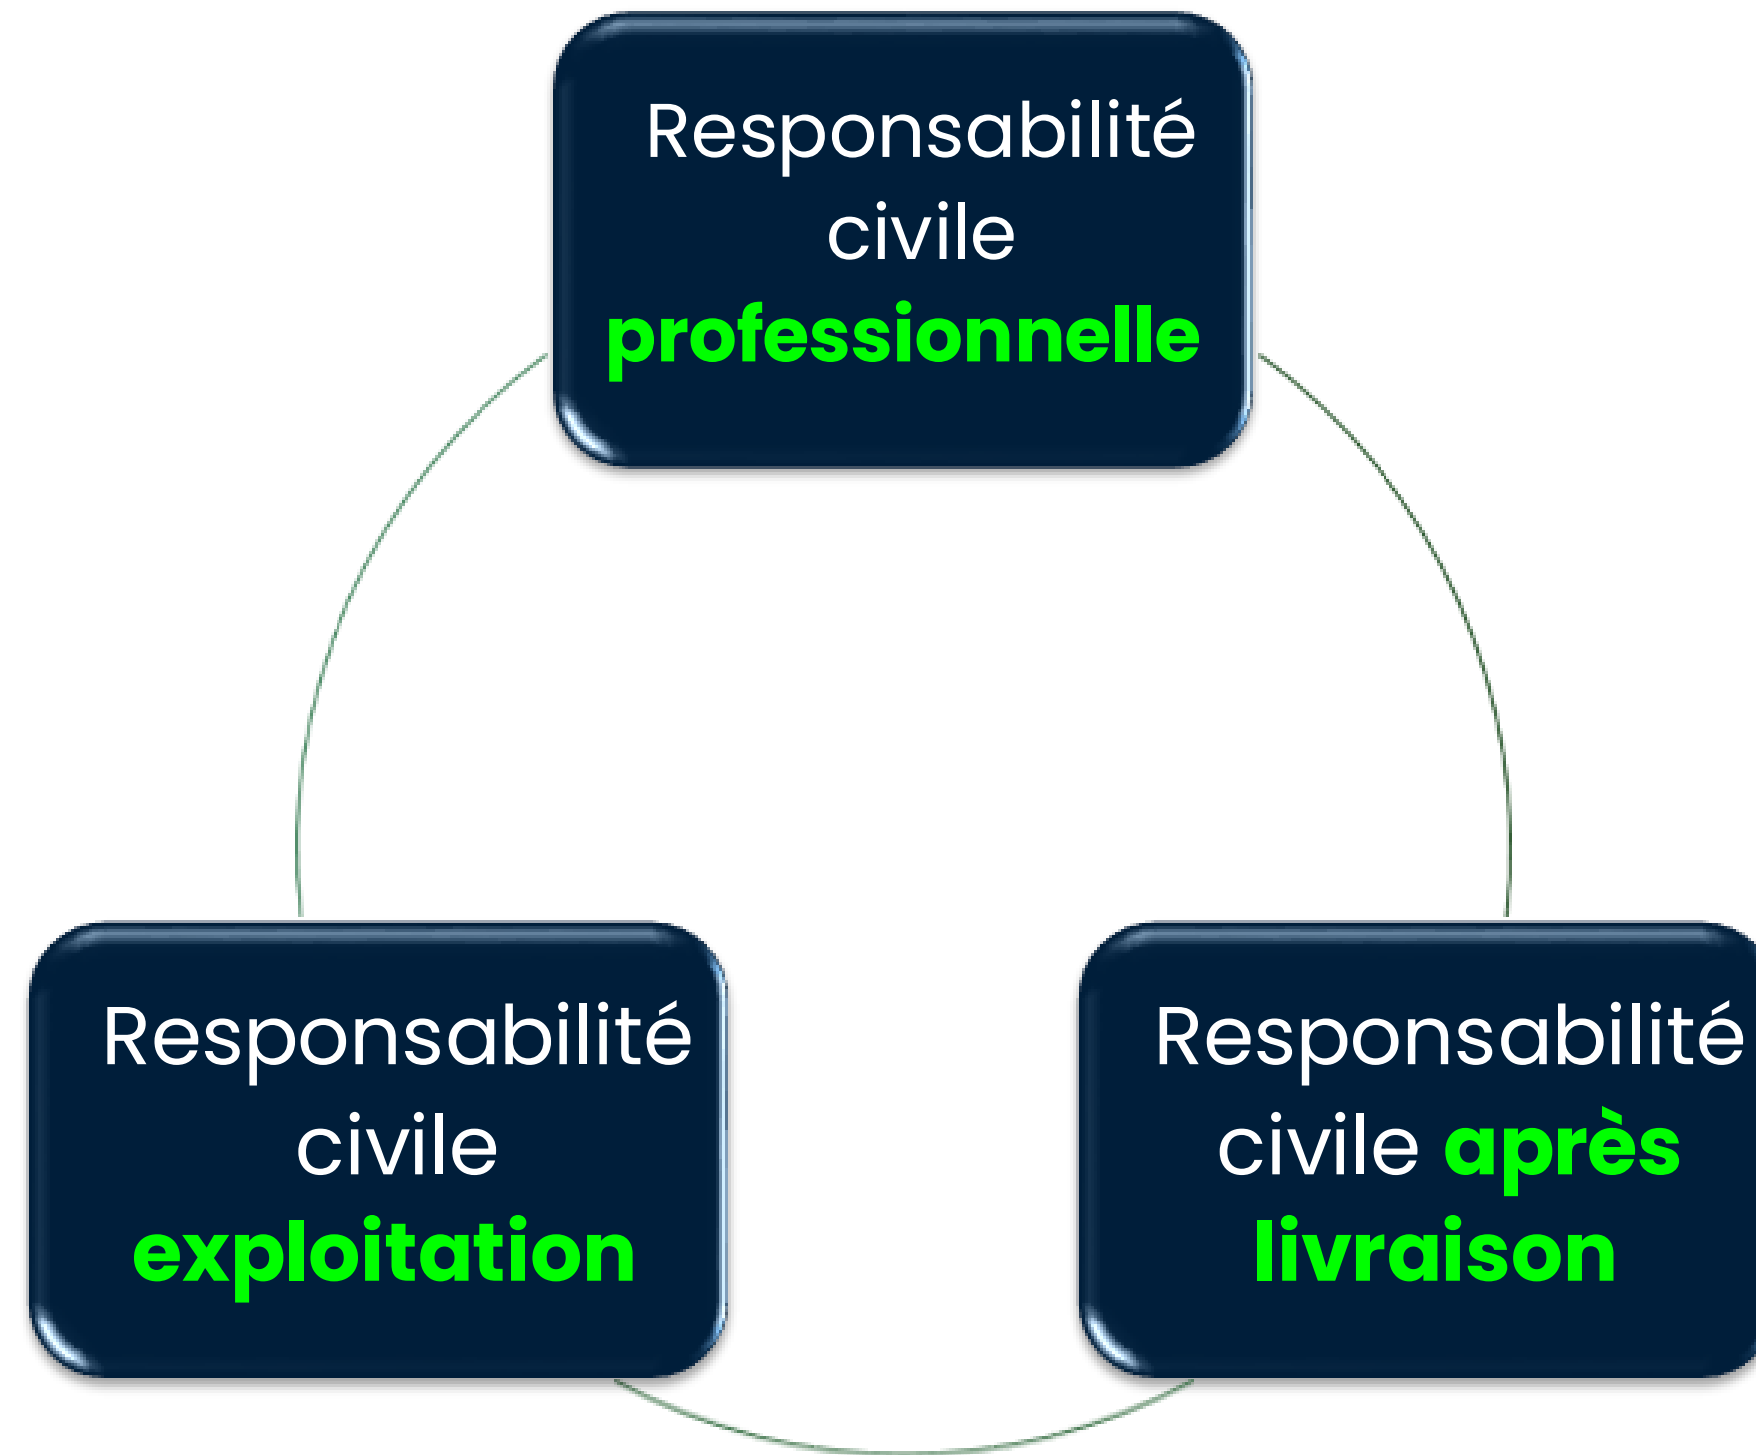 Responsabilité
civile
professionnelle
Responsabilité
civile
exploitation
Responsabilité
civile après
livraison